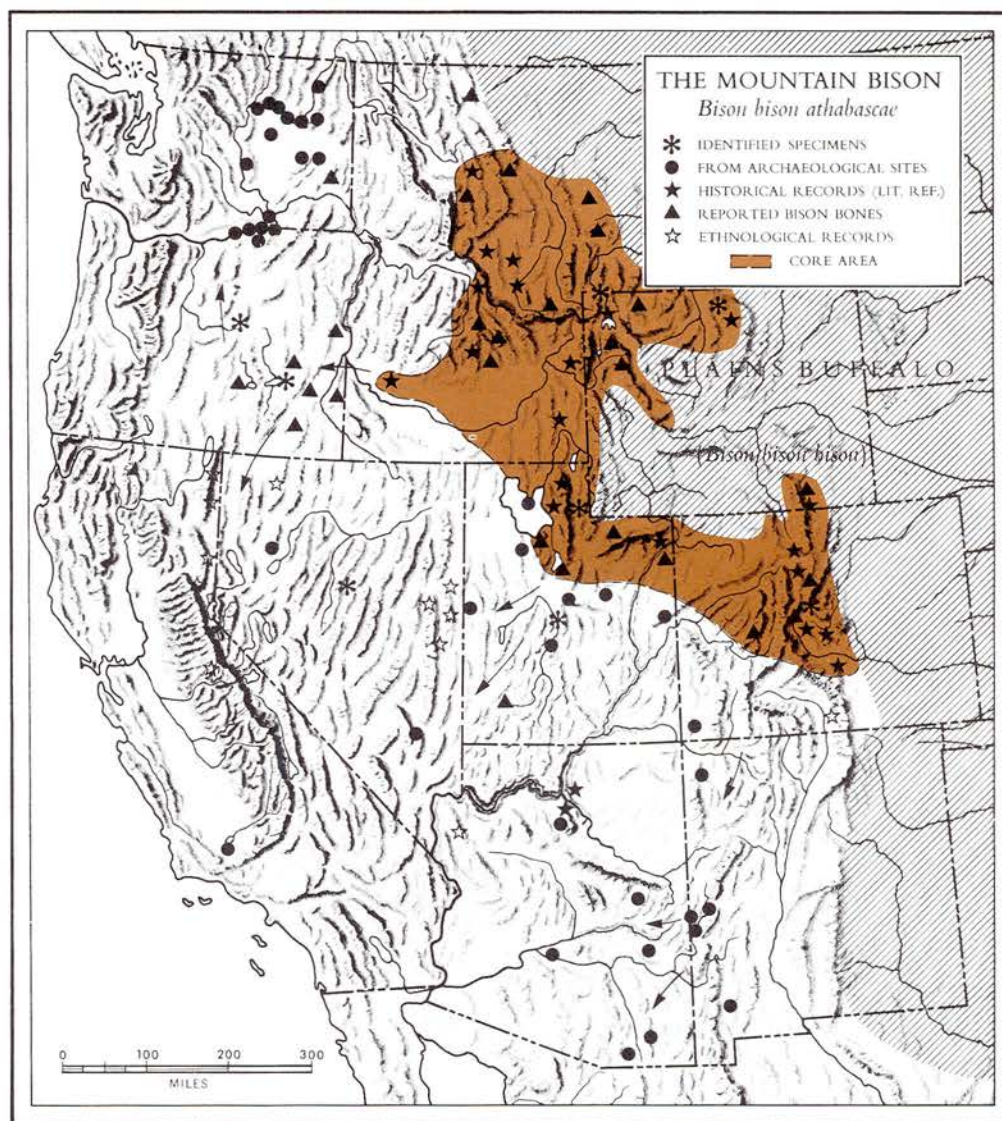 THE MOUNTAIN BISON
Bison bison athabascae
IDENTIFIED SPECIMENS
FROM ARCHAEOLOGICAL SITES
HISTORICAL RECORDS (LIT. REF.)
REPORTED BISON BONES
ETHNOLOGICAL RECORDS
CORE AREA
PLAINS BUFFALO
(Bison bison bison)
0 100 200 300
MILES